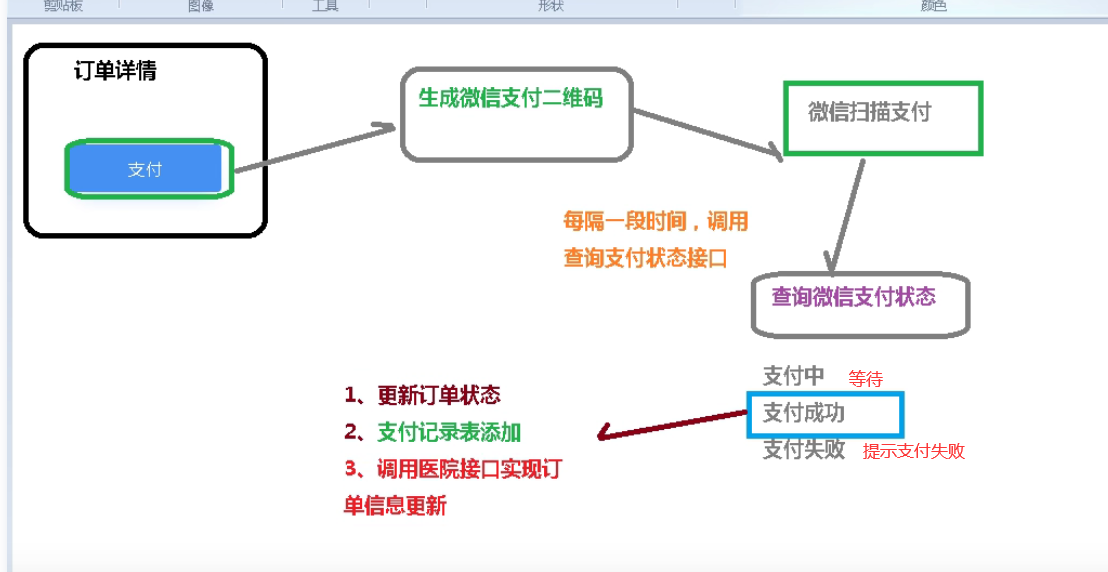 剪贴板
图像
工具
形状
颜色
订单详情
支付
生成微信支付二维码
微信扫描支付
每隔一段时间，调用
查询支付状态接口
查询微信支付状态
支付中 等待
支付成功
支付失败 提示支付失败
1、更新订单状态
2、支付记录表添加
3、调用医院接口实现订
单信息更新